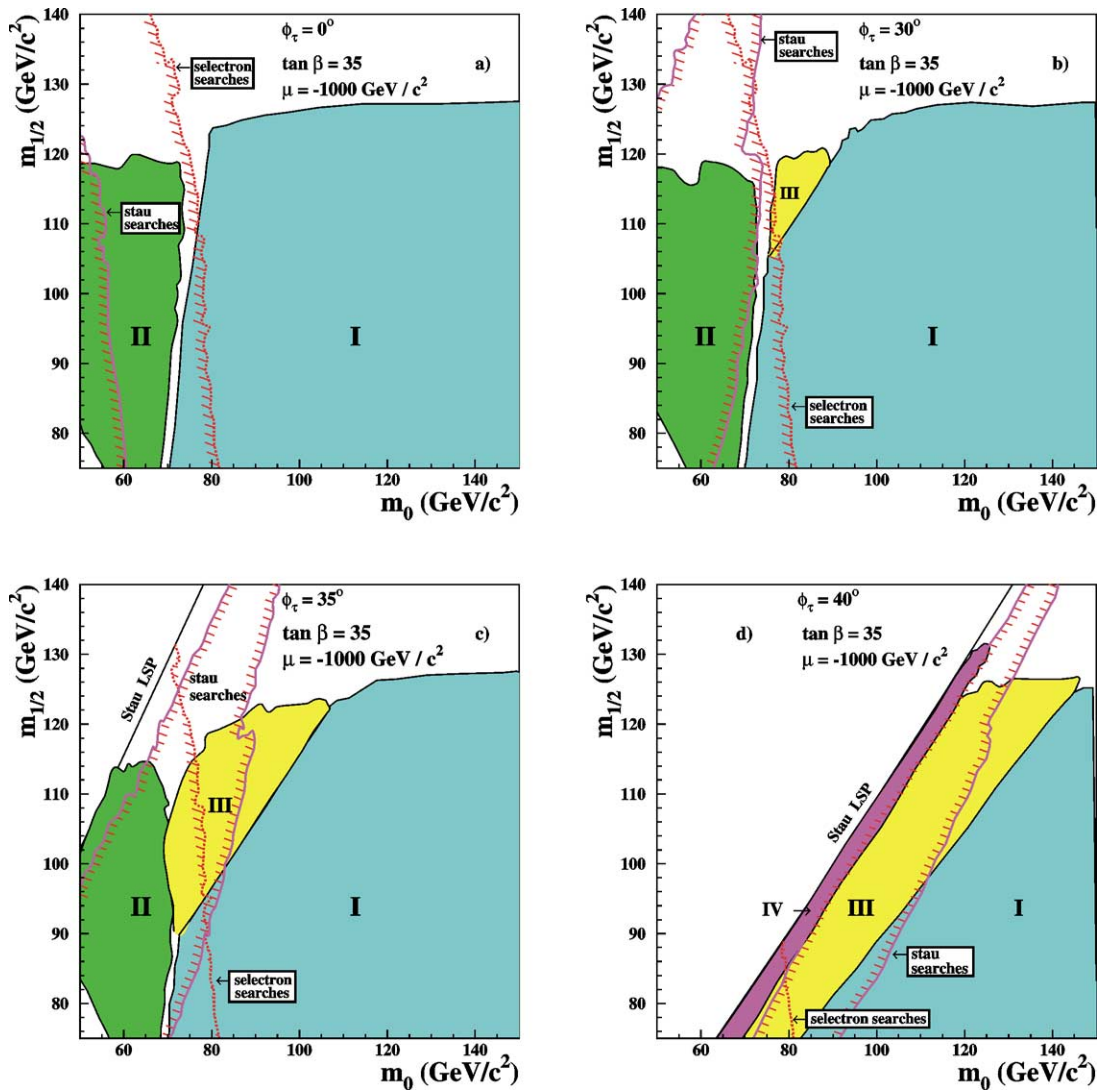 m1/2 (GeV/c2)
140
130
120
110
100
90
80
60 80 100 120 140
m0 (GeV/c2)
ϕτ = 0o
tan β = 35
μ = -1000 GeV / c2
a)
selectron
searches
stau
searches
II
I
m1/2 (GeV/c2)
140
130
120
110
100
90
80
60 80 100 120 140
m0 (GeV/c2)
ϕτ = 30o
tan β = 35
μ = -1000 GeV / c2
b)
stau
searches
III
II
I
selectron
searches
m1/2 (GeV/c2)
140
130
120
110
100
90
80
60 80 100 120 140
m0 (GeV/c2)
ϕτ = 35o
tan β = 35
μ = -1000 GeV / c2
c)
Stau LSP
stau
searches
III
II
I
selectron
searches
m1/2 (GeV/c2)
140
130
120
110
100
90
80
60 80 100 120 140
m0 (GeV/c2)
ϕτ = 40o
d)
tan β = 35
μ = -1000 GeV / c2
Stau LSP
IV
III
I
stau
searches
selectron searches